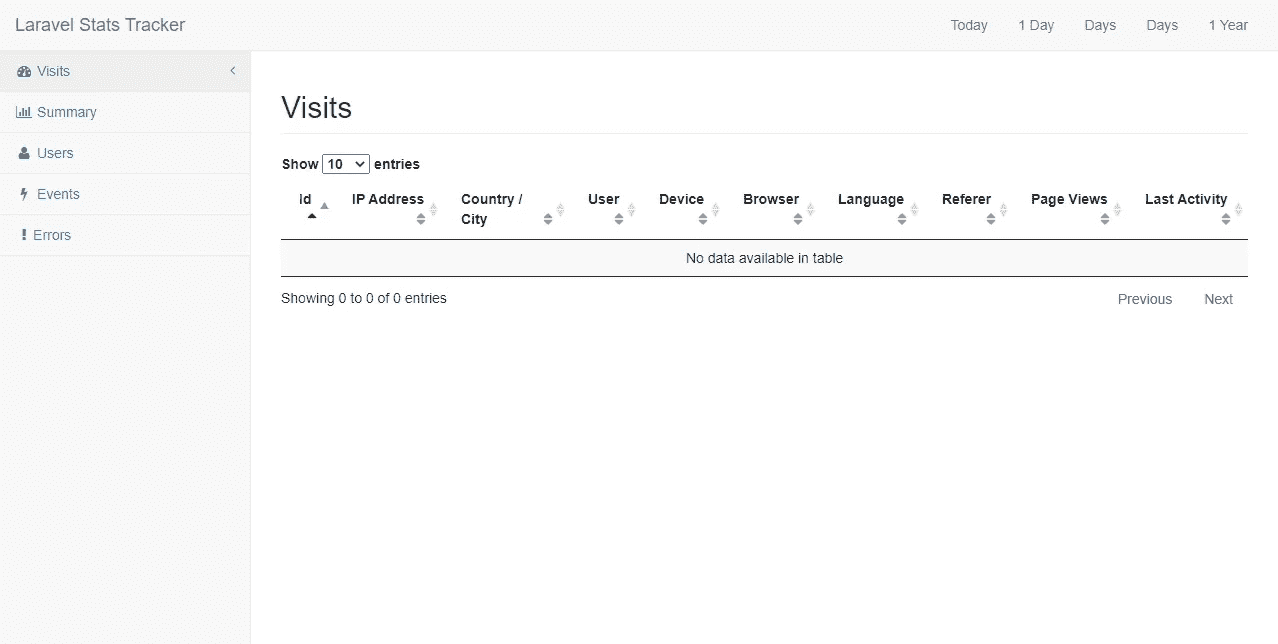 Laravel Stats Tracker
Today 1 Day Days Days 1 Year
Visits
Summary
Users
Events
Errors
Visits
Show 10 entries
Id IP Address Country / City User Device Browser Language Referer Page Views Last Activity
No data available in table
Showing 0 to 0 of 0 entries
Previous Next